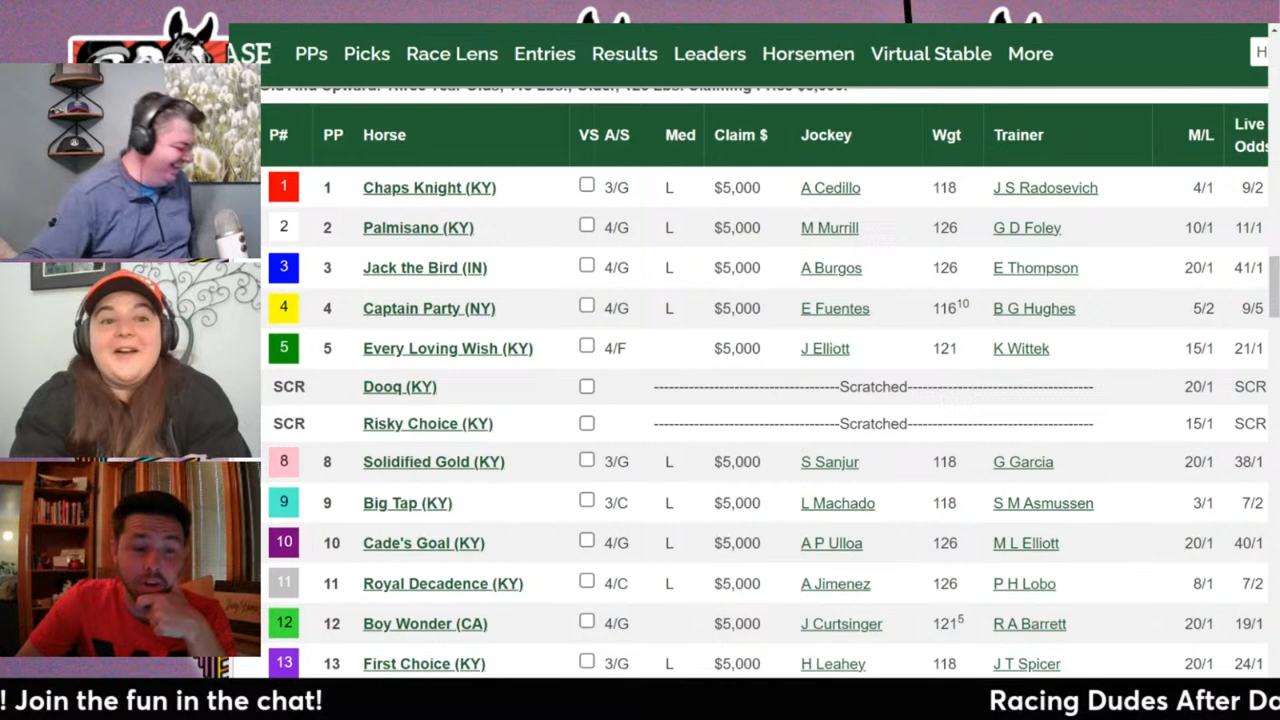 ASE PPs Picks Race Lens Entries Results Leaders Horsemen Virtual Stable More H
P# PP Horse VS A/S Med Claim $ Jockey Wgt Trainer M/L Live Odds
1 1 Chaps Knight (KY) 3/G L $5,000 A Cedillo 118 J S Radosevich 4/1 9/2
2 2 Palmisano (KY) 4/G L $5,000 M Murrill 126 G D Foley 10/1 11/1
3 3 Jack the Bird (IN) 4/G L $5,000 A Burgos 126 E Thompson 20/1 41/1
4 4 Captain Party (NY) 4/G L $5,000 E Fuentes 116¹⁰ B G Hughes 5/2 9/5
5 5 Every Loving Wish (KY) 4/F $5,000 J Elliott 121 K Wittek 15/1 21/1
SCR Dooq (KY) ---Scratched--- 20/1 SCR
SCR Risky Choice (KY) ---Scratched--- 15/1 SCR
8 8 Solidified Gold (KY) 3/G L $5,000 S Sanjur 118 G Garcia 20/1 38/1
9 9 Big Tap (KY) 3/C L $5,000 L Machado 118 S M Asmussen 3/1 7/2
10 10 Cade's Goal (KY) 4/G L $5,000 A P Ulloa 126 M L Elliott 20/1 40/1
11 11 Royal Decadence (KY) 4/C L $5,000 A Jimenez 126 P H Lobo 8/1 7/2
12 12 Boy Wonder (CA) 4/G L $5,000 J Curtsinger 121⁵ R A Barrett 20/1 19/1
13 13 First Choice (KY) 3/G L $5,000 H Leahey 118 J T Spicer 20/1 24/1
! Join the fun in the chat! Racing Dudes After Da